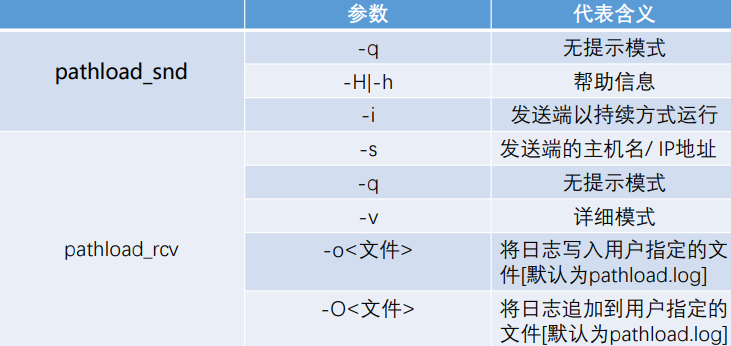 参数 代表含义
pathload_snd
-q 无提示模式
-H|-h 帮助信息
-i 发送端以持续方式运行
pathload_rcv
-s 发送端的主机名/ IP地址
-q 无提示模式
-v 详细模式
-o<文件> 将日志写入用户指定的文
件[默认为pathload.log]
-O<文件> 将日志追加到用户指定的
文件[默认为pathload.log]